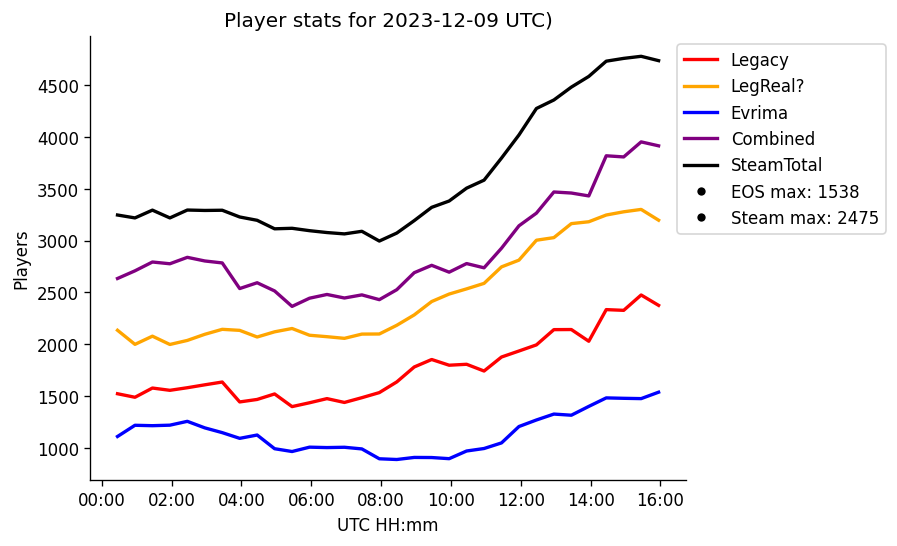 Player stats for 2023-12-09 UTC)
Players
4500
4000
3500
3000
2500
2000
1500
1000
00:00 02:00 04:00 06:00 08:00 10:00 12:00 14:00 16:00
UTC HH:mm
Legacy
LegReal?
Evrima
Combined
SteamTotal
EOS max: 1538
Steam max: 2475